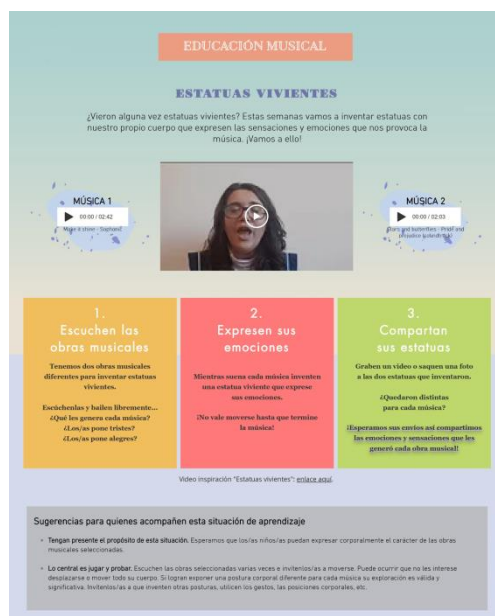 EDUCACIÓN MUSICAL
ESTATUAS VIVIENTES
¿Vieron alguna vez estatuas vivientes? Estas semanas vamos a inventar estatuas con
nuestro propio cuerpo que expresen las sensaciones y emociones que nos provoca la
música. ¡Vamos a ello!
MÚSICA 1
00:00 / 02:42
MÚSICA 2
00:00 / 02:03
1.
Escuchen las
obras musicales
Tenemos dos obras musicales
diferentes para inventar estatuas
vivientes.
Escúchenlas y bailen libremente...
¿Qué les genera cada música?
¿Los/as pone tristes?
¿Los/as pone alegres?
2.
Expresen sus
emociones
Mientras suena cada música inventen
una estatua viviente que exprese
sus emociones.
¡No vale moverse hasta que termine
la música!
3.
Compartan
sus estatuas
Graben un video o saquen una foto
a las dos estatuas que inventaron.
¿Quedaron distintas
para cada música?
¡Esperamos sus envíos así compartimos
las emociones y sensaciones que les
generó cada obra musical!
Video inspiración "Estatuas vivientes": enlace aquí.
Sugerencias para quienes acompañen esta situación de aprendizaje
Tengan presente el propósito de esta situación. Esperamos que los/as niños/as puedan expresar corporalmente el carácter de las obras
musicales seleccionadas.
Lo central es jugar y probar. Escuchen las obras seleccionadas varias veces e invítenlos/as a moverse. Puede ocurrir que no les interese
desplazarse o mover todo su cuerpo. Si logran exponer una postura corporal diferente para cada música su exploración es válida y
significativa. Invítenlos/as a que inventen otras posturas, utilicen los gestos, las posiciones corporales, etc.